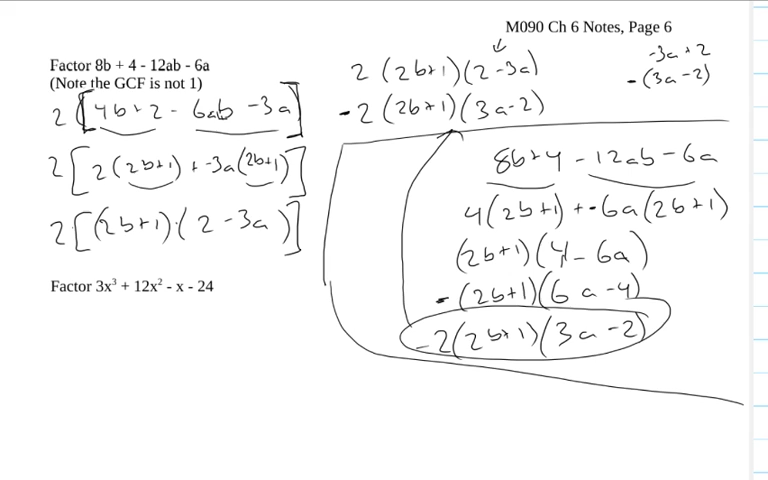 M090 Ch 6 Notes, Page 6
Factor 8b + 4 - 12ab - 6a
(Note the GCF is not 1)
2 [4b + 2 - 6ab - 3a]
2 [2(2b+1) + -3a(2b+1)]
2 [(2b+1)·(2 - 3a)]
2 (2b+1)(2 - 3a)
-2 (2b+1)(3a - 2)
-3a + 2
-(3a - 2)
8b + 4 - 12ab - 6a
4(2b+1) + -6a(2b+1)
(2b+1)(4 - 6a)
-(2b+1)(6a - 4)
-2(2b+1)(3a - 2)
Factor 3x³ + 12x² - x - 24